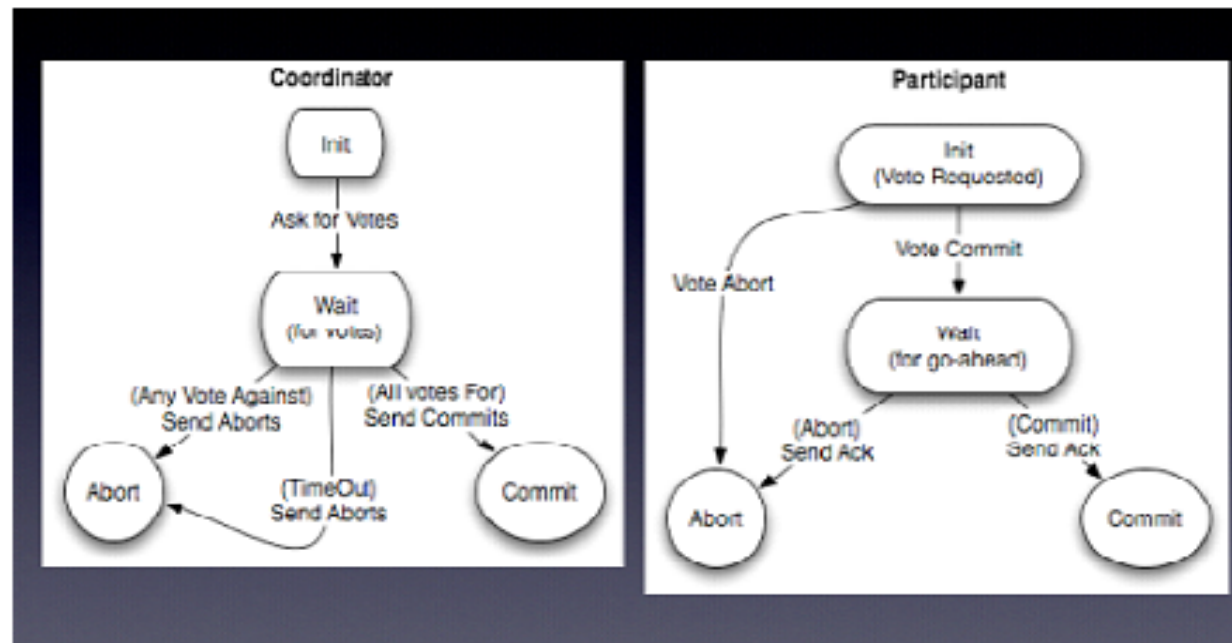 Coordinator
Init
Ask for Votes
Wait
(for votes)
(Any Vote Against)
Send Aborts
(All votes For)
Send Commits
(TimeOut)
Send Aborts
Abort
Commit
Participant
Init
(Vote Requested)
Vote Commit
Vote Abort
Wait
(for go-ahead)
(Abort)
Send Ack
(Commit)
Send Ack
Abort
Commit